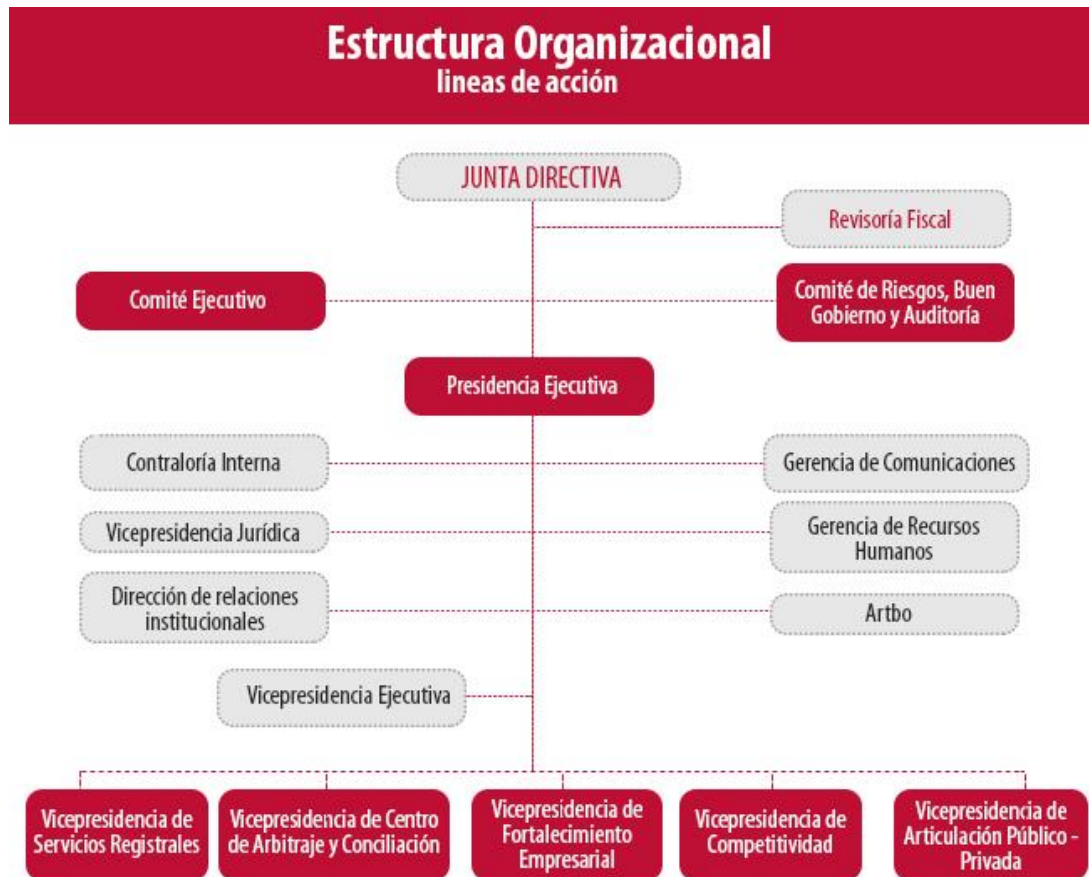 Estructura Organizacional
lineas de acción
JUNTA DIRECTIVA
Revisoría Fiscal
Comité Ejecutivo
Comité de Riesgos, Buen
Gobierno y Auditoría
Presidencia Ejecutiva
Contraloría Interna
Gerencia de Comunicaciones
Vicepresidencia Jurídica
Gerencia de Recursos
Humanos
Dirección de relaciones
institucionales
Artbo
Vicepresidencia Ejecutiva
Vicepresidencia de
Servicios Registrales
Vicepresidencia de Centro
de Arbitraje y Conciliación
Vicepresidencia de
Fortalecimiento
Empresarial
Vicepresidencia de
Competitividad
Vicepresidencia de
Articulación Público -
Privada